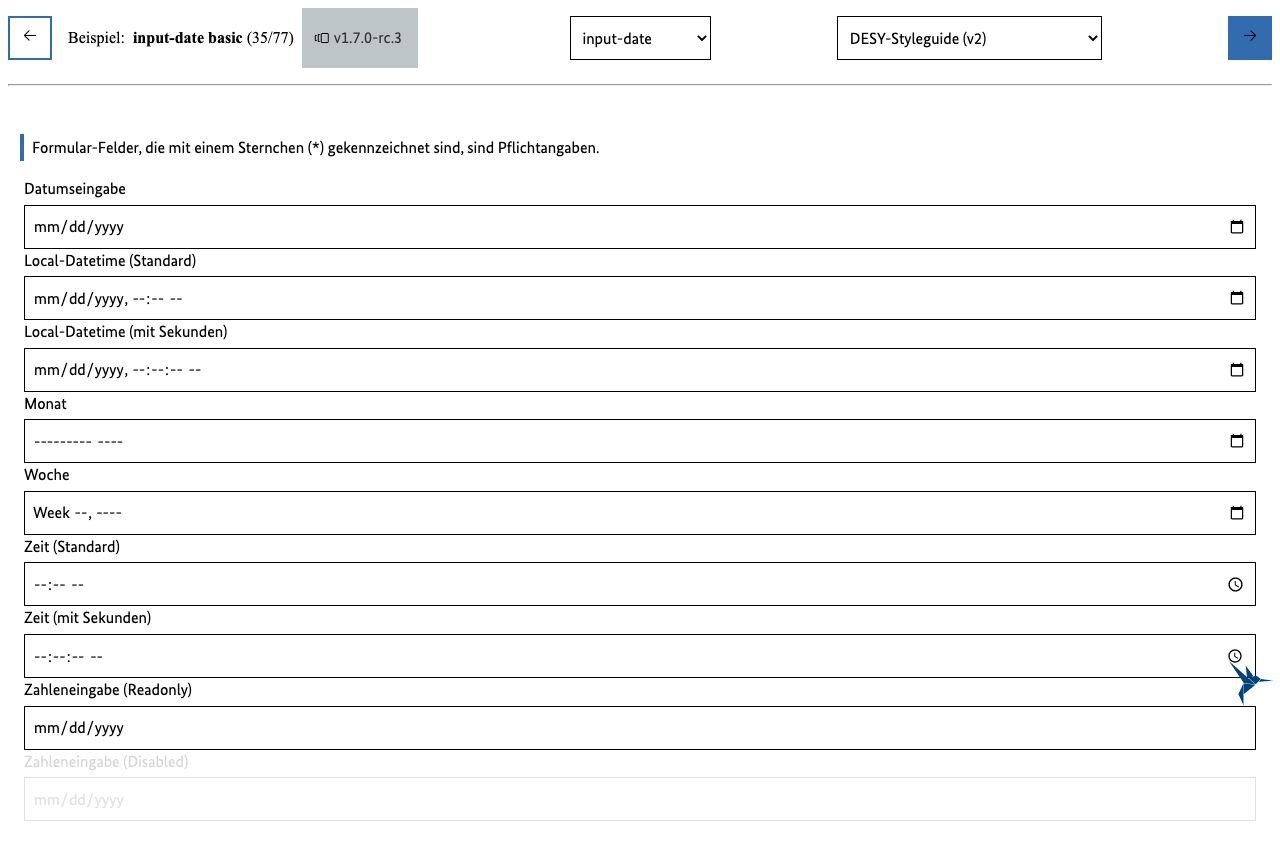 Beispiel: input-date basic (35/77) v1.7.0-rc.3 input-date DESY-Styleguide (v2)
Formular-Felder, die mit einem Sternchen (*) gekennzeichnet sind, sind Pflichtangaben.
Datumseingabe
mm/dd/yyyy
Local-Datetime (Standard)
mm/dd/yyyy, --:-- --
Local-Datetime (mit Sekunden)
mm/dd/yyyy, --:--:-- --
Monat
--------- ----
Woche
Week --, ----
Zeit (Standard)
--:-- --
Zeit (mit Sekunden)
--:--:-- --
Zahleneingabe (Readonly)
mm/dd/yyyy
Zahleneingabe (Disabled)
mm/dd/yyyy